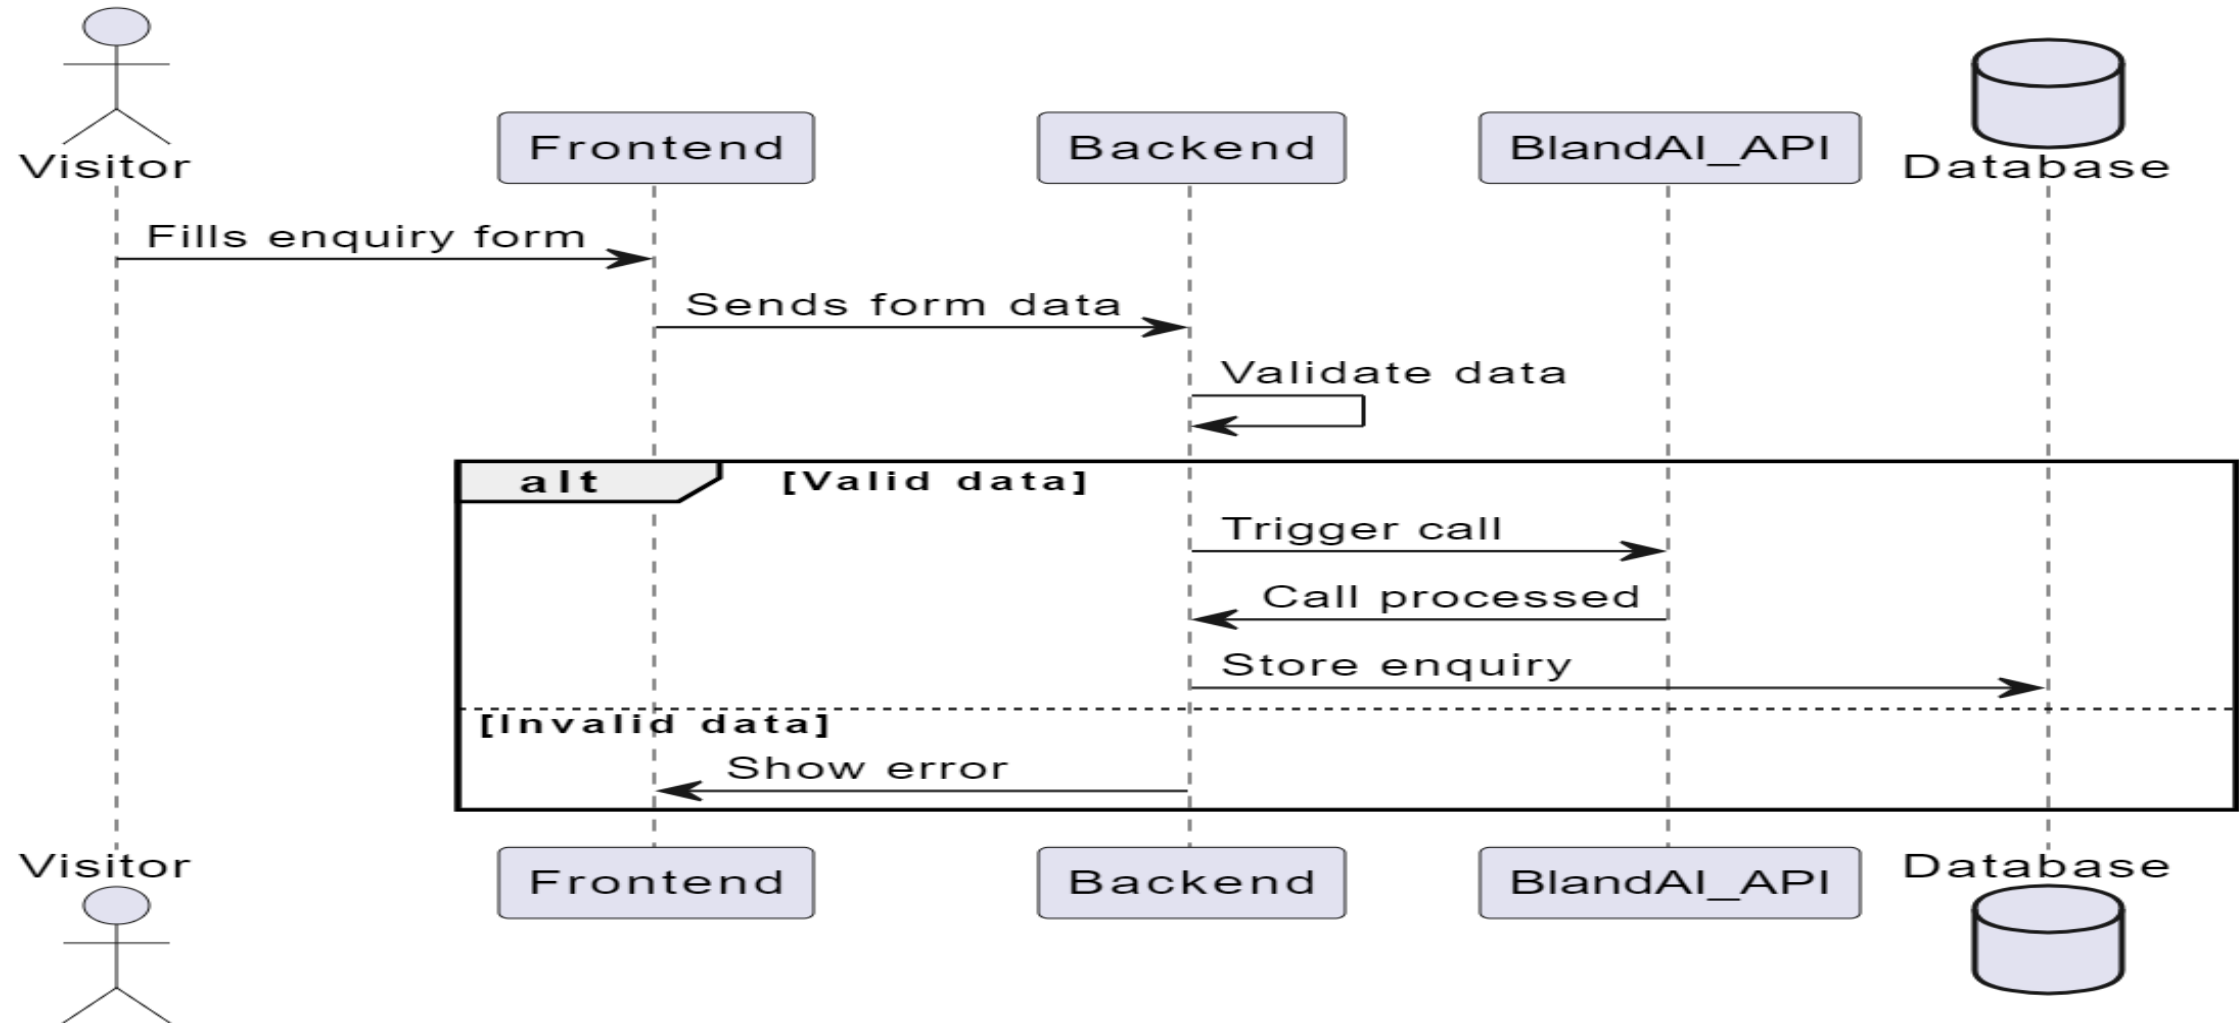 Visitor
Frontend
Backend
BlandAI_API
Database
Fills enquiry form
Sends form data
Validate data
alt
[Valid data]
Trigger call
Call processed
Store enquiry
[Invalid data]
Show error
Visitor
Frontend
Backend
BlandAI_API
Database